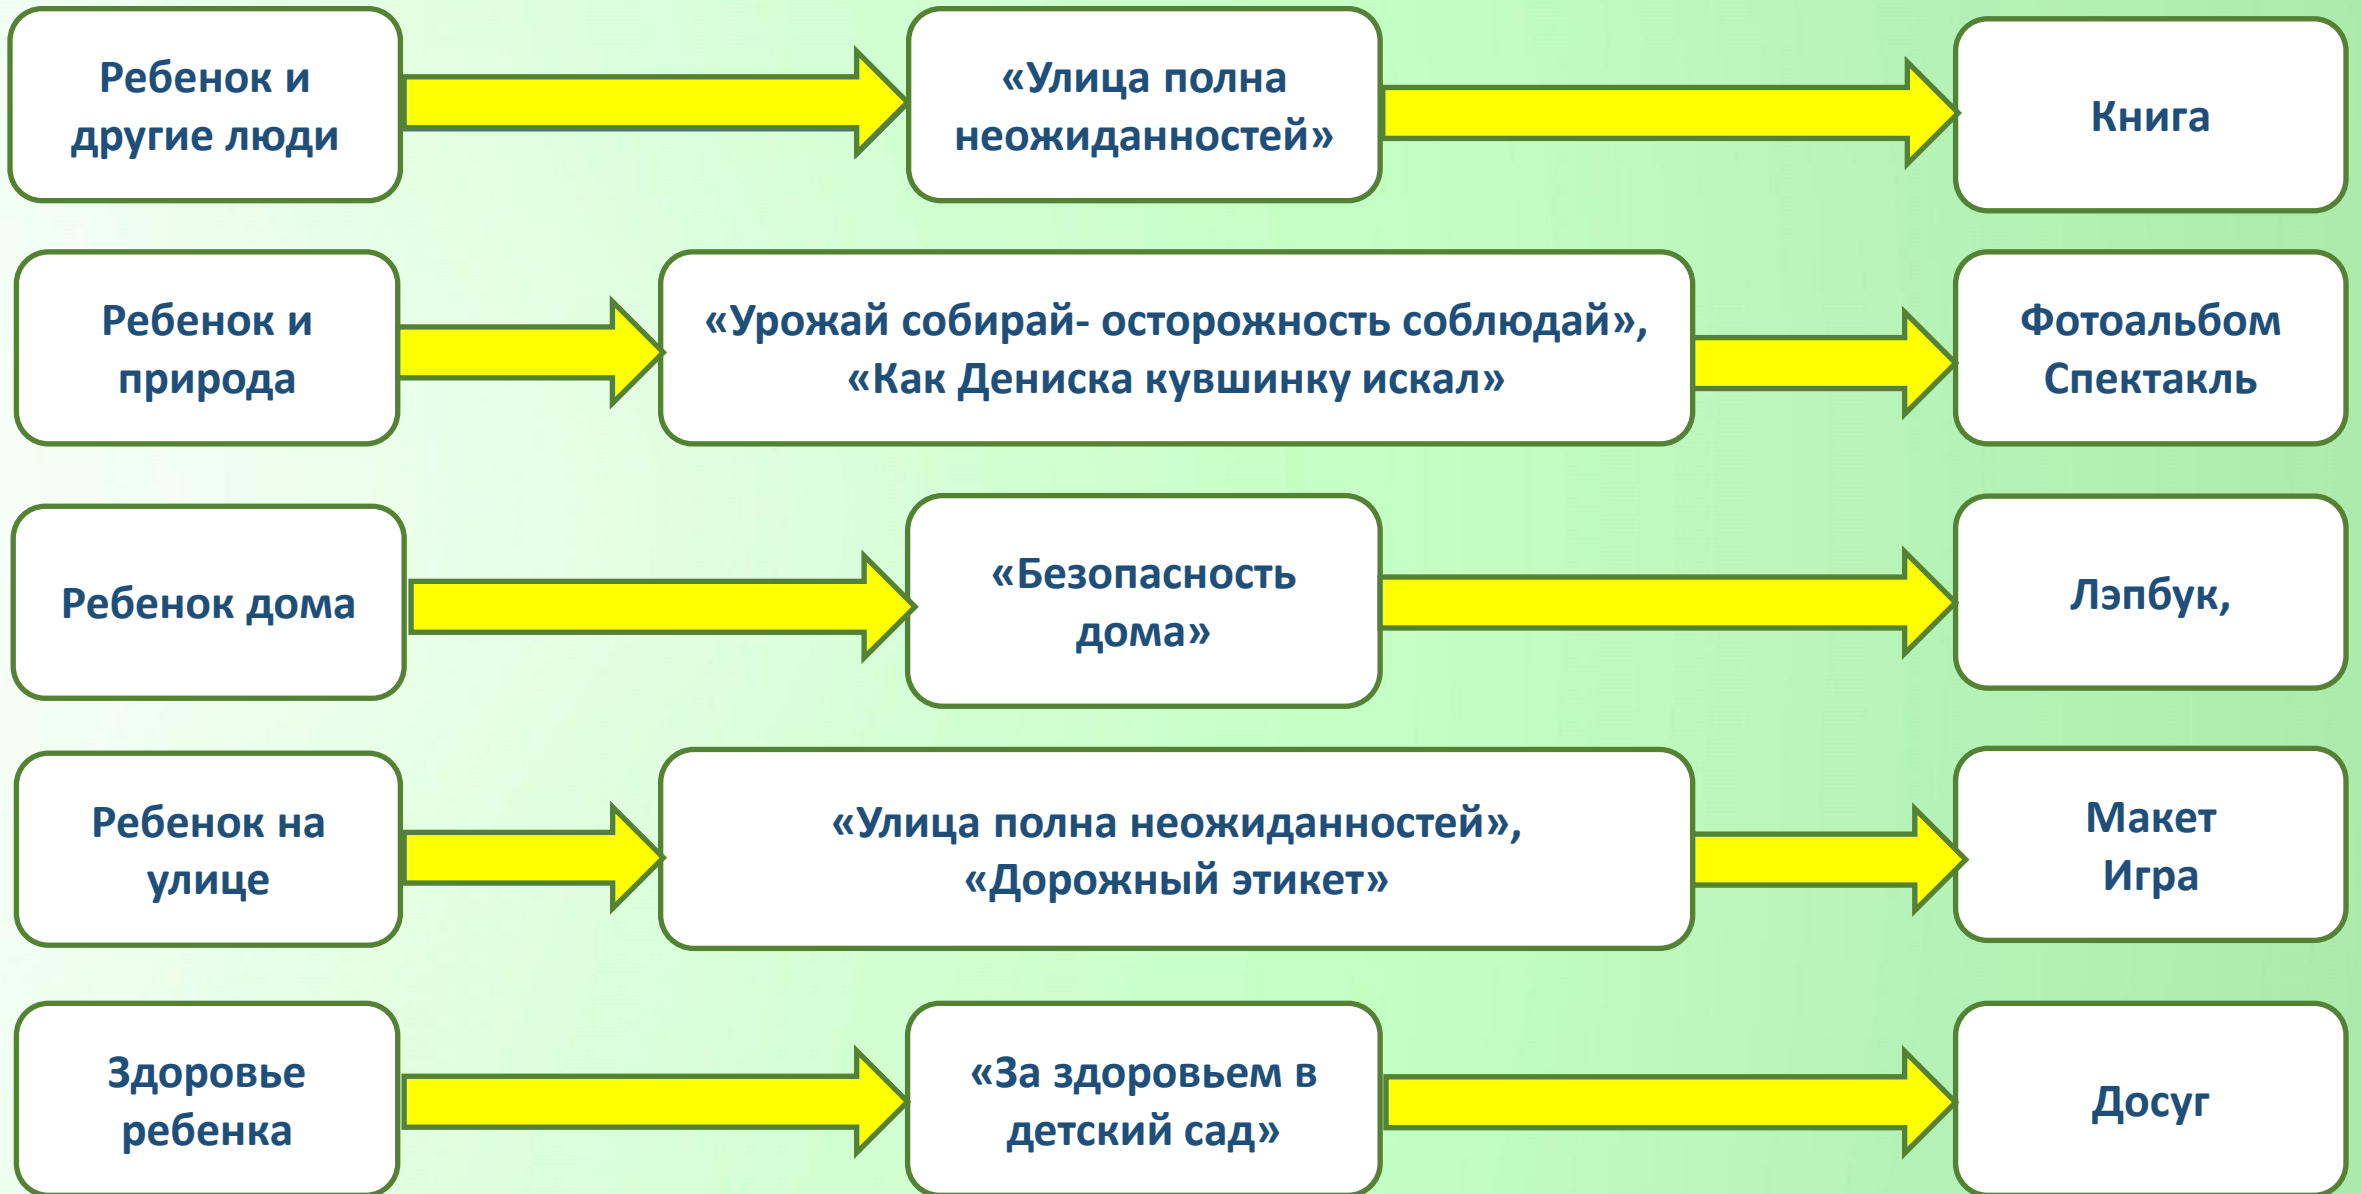 Ребенок и
другие люди
«Улица полна
неожиданностей»
Книга
Ребенок и
природа
«Урожай собирай- осторожность соблюдай»,
«Как Дениска кувшинку искал»
Фотоальбом
Спектакль
Ребенок дома
«Безопасность
дома»
Лэпбук,
Ребенок на
улице
«Улица полна неожиданностей»,
«Дорожный этикет»
Макет
Игра
Здоровье
ребенка
«За здоровьем в
детский сад»
Досуг